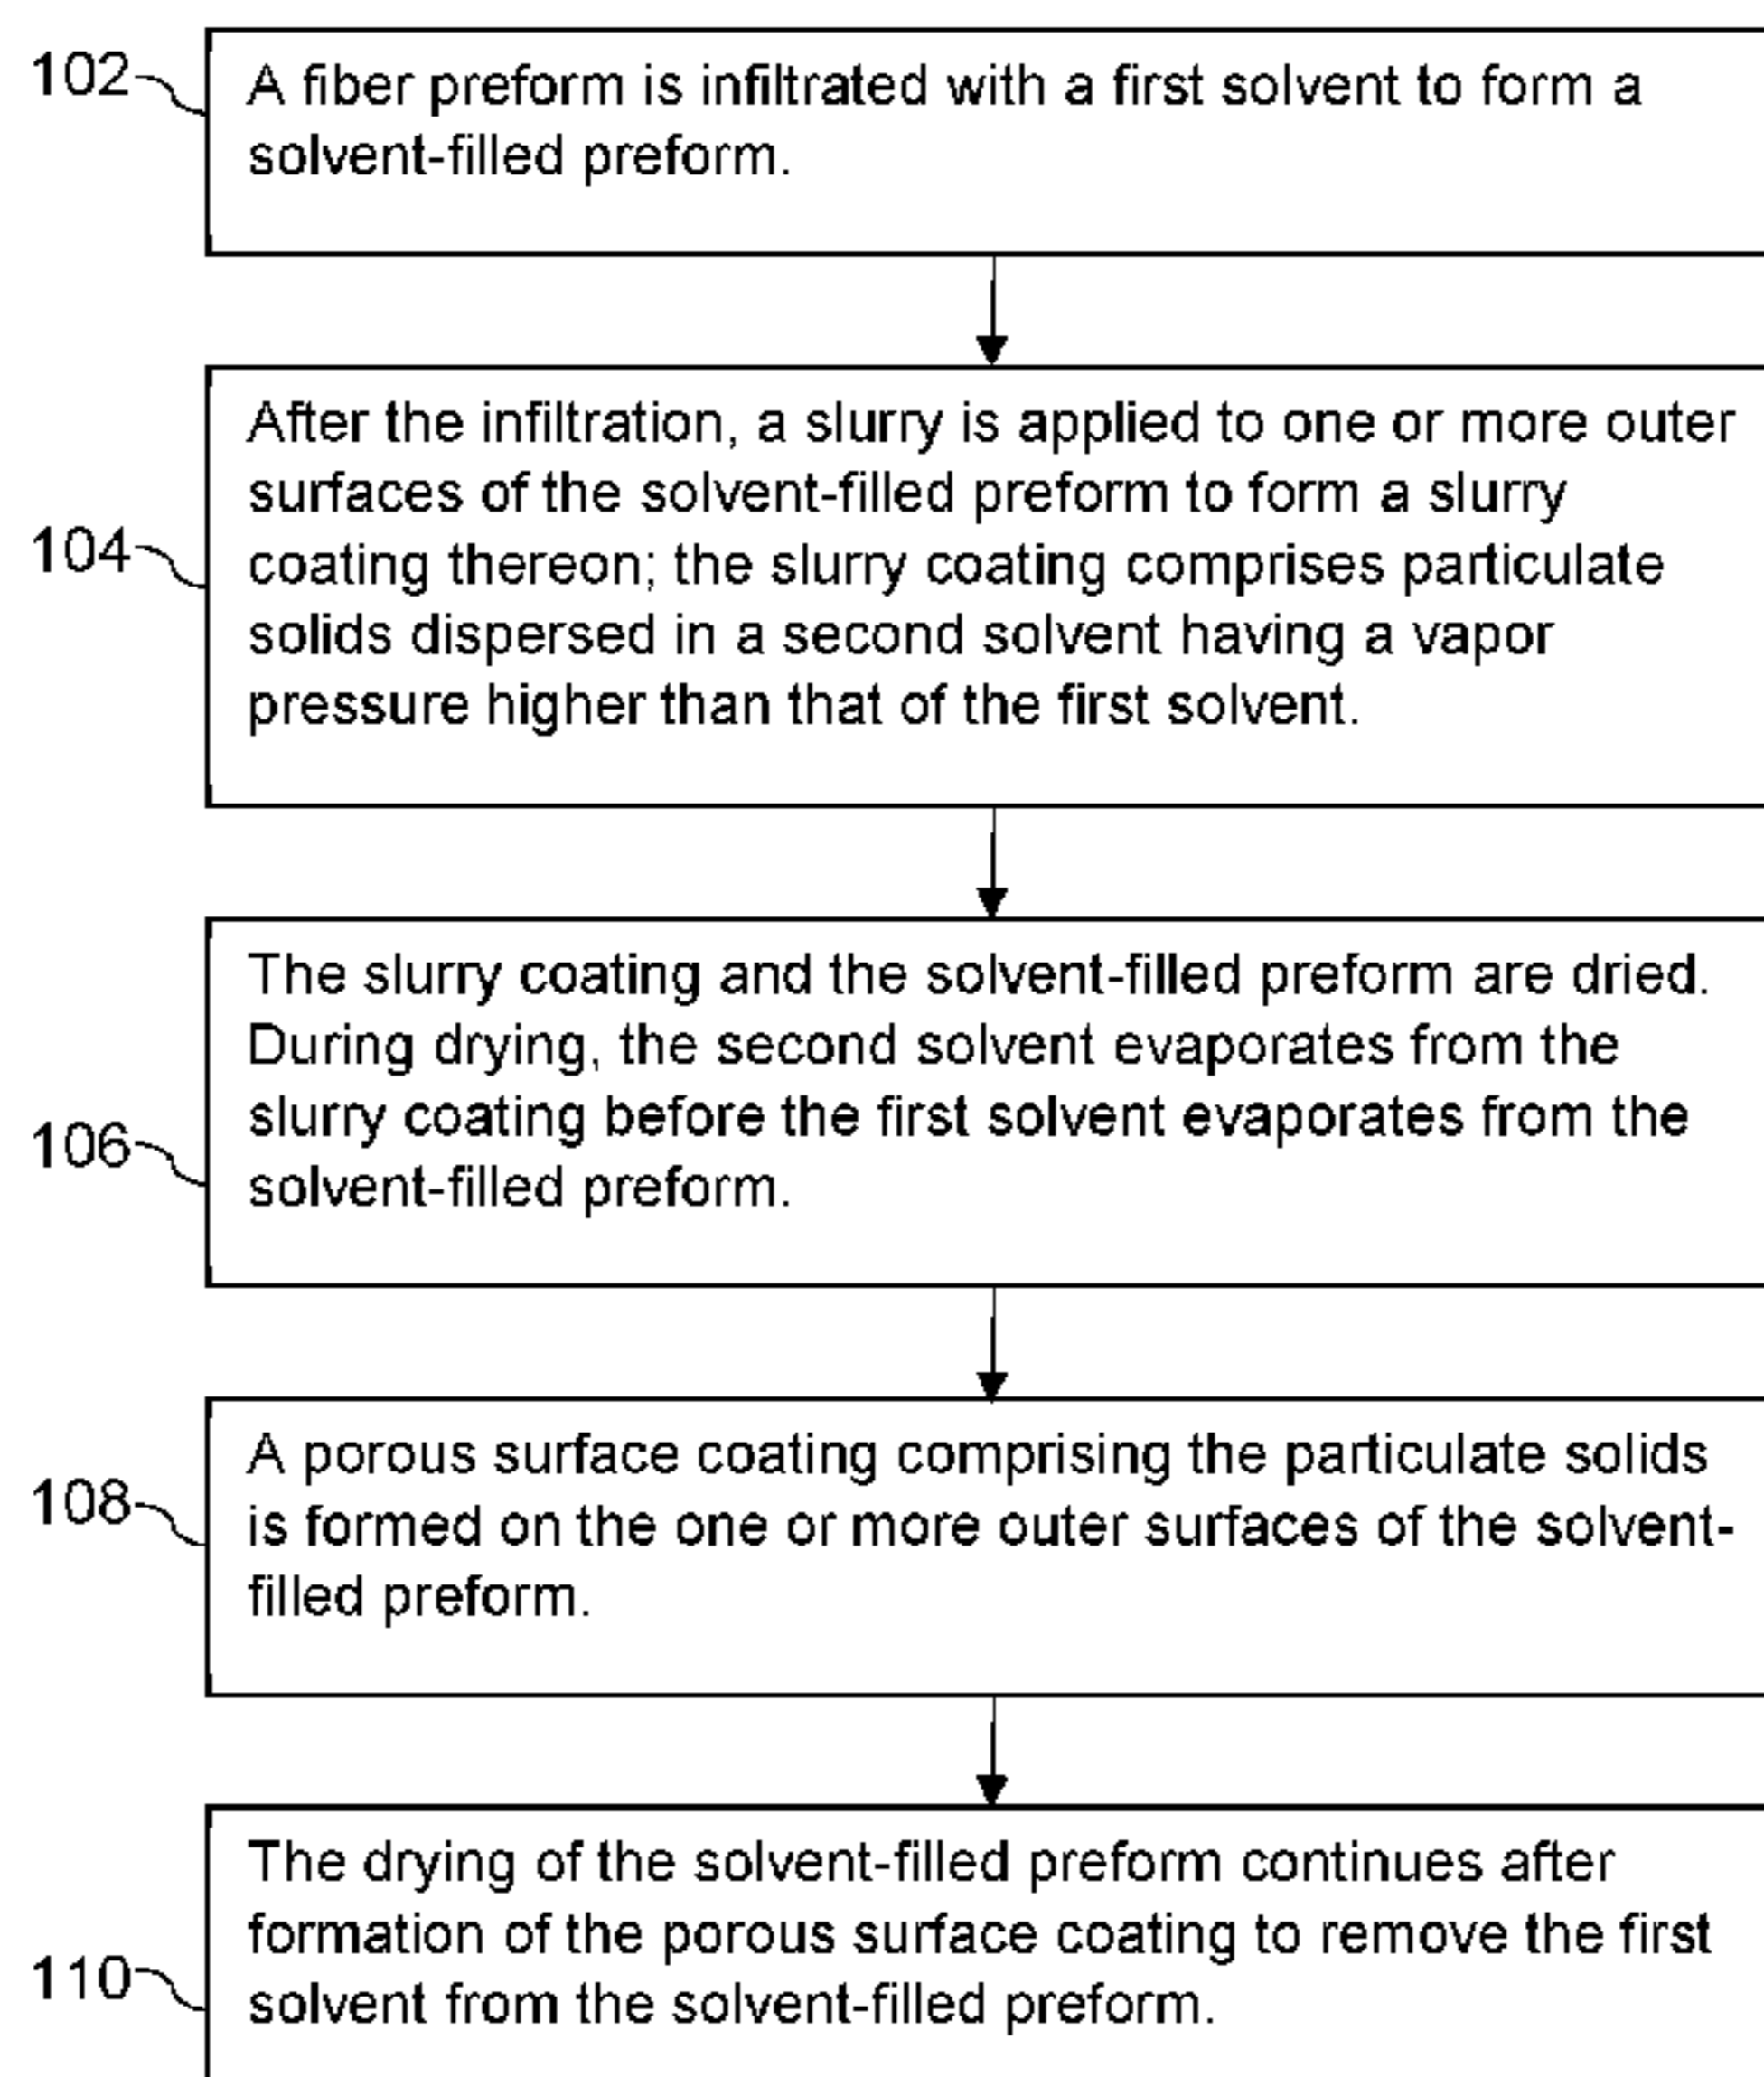 102
A fiber preform is infiltrated with a first solvent to form a
solvent-filled preform.
After the infiltration, a slurry is applied to one or more outer
surfaces of the solvent-filled preform to form a slurry
104
coating thereon; the slurry coating comprises particulate
solids dispersed in a second solvent having a vapor
pressure higher than that of the first solvent.
The slurry coating and the solvent-filled preform are dried.
During drying, the second solvent evaporates from the
slurry coating before the first solvent evaporates from the
106
solvent-filled preform.
A porous surface coating comprising the particulate solids
108
is formed on the one or more outer surfaces of the solvent-
filled preform.
The drying of the solvent-filled preform continues after
formation of the porous surface coating to remove the first
110
solvent from the solvent-filled preform.